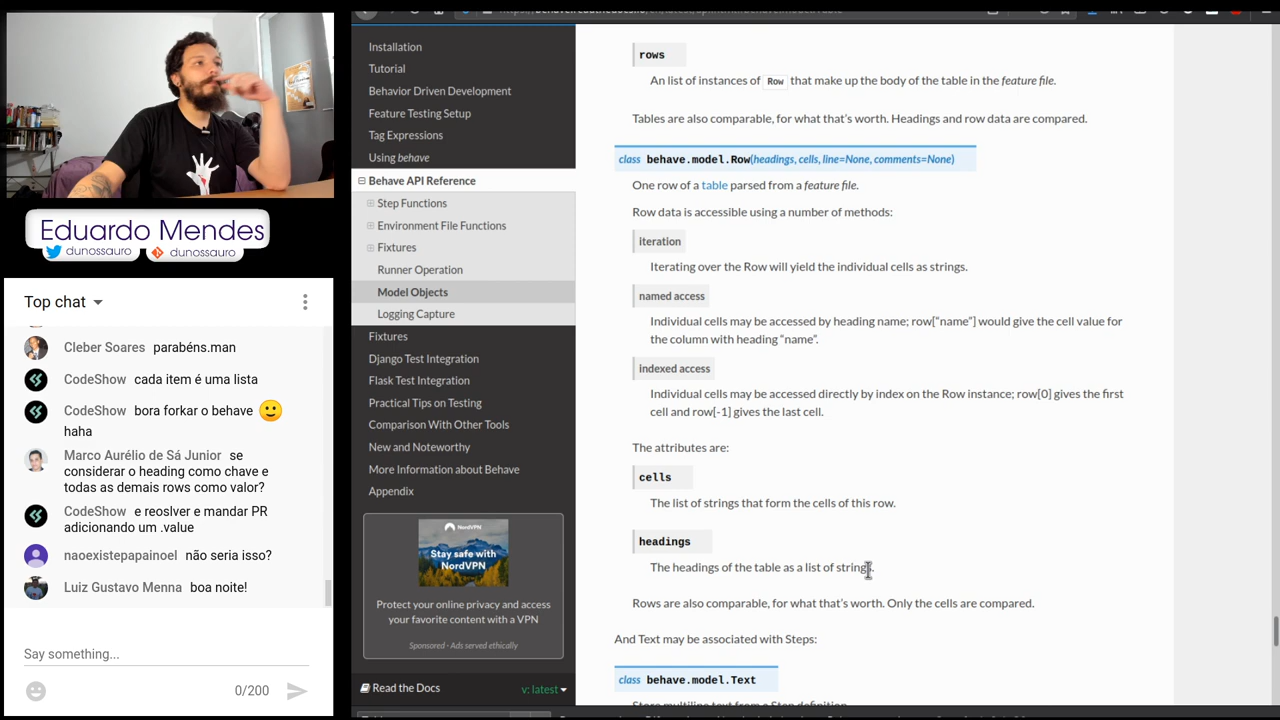 Eduardo Mendes
dunossauro
dunossauro
Top chat
Cleber Soares parabéns.man
CodeShow cada item é uma lista
CodeShow bora forkar o behave
haha
Marco Aurélio de Sá Junior se
considerar o heading como chave e
todas as demais rows como valor?
CodeShow e reoslver e mandar PR
adicionando um .value
naoexistepapainoel não seria isso?
Luiz Gustavo Menna boa noite!
Say something...
0/200
Installation
Tutorial
Behavior Driven Development
Feature Testing Setup
Tag Expressions
Using behave
Behave API Reference
Step Functions
Environment File Functions
Fixtures
Runner Operation
Model Objects
Logging Capture
Fixtures
Django Test Integration
Flask Test Integration
Practical Tips on Testing
Comparison With Other Tools
New and Noteworthy
More Information about Behave
Appendix
NordVPN
Stay safe with
NordVPN
Protect your online privacy and access
your favorite content with a VPN
Sponsored · Ads served ethically
Read the Docs
v: latest
rows
An list of instances of Row that make up the body of the table in the feature file.
Tables are also comparable, for what that's worth. Headings and row data are compared.
class behave.model.Row(headings, cells, line=None, comments=None)
One row of a table parsed from a feature file.
Row data is accessible using a number of methods:
iteration
Iterating over the Row will yield the individual cells as strings.
named access
Individual cells may be accessed by heading name; row[“name”] would give the cell value for
the column with heading “name”.
indexed access
Individual cells may be accessed directly by index on the Row instance; row[0] gives the first
cell and row[-1] gives the last cell.
The attributes are:
cells
The list of strings that form the cells of this row.
headings
The headings of the table as a list of strings.
Rows are also comparable, for what that's worth. Only the cells are compared.
And Text may be associated with Steps:
class behave.model.Text